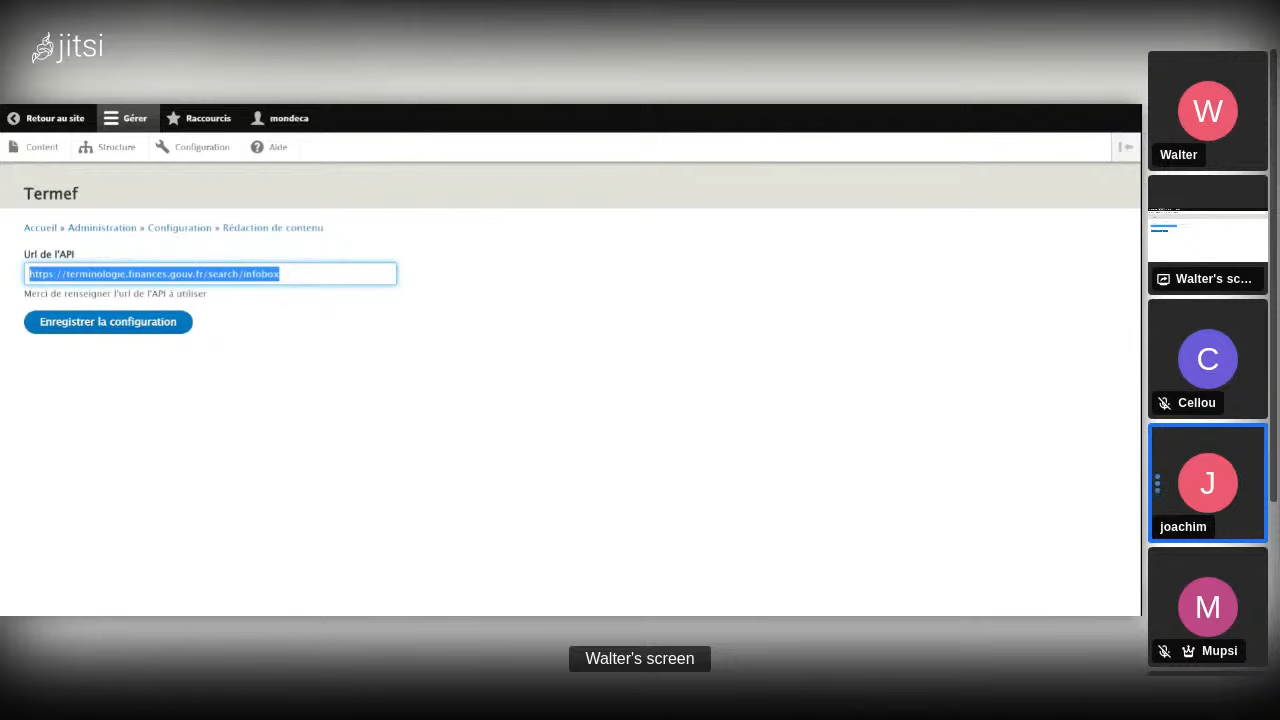 jitsi
Retour au site Gérer Raccourcis mondeca
Content Structure Configuration Aide
Termef
Accueil » Administration » Configuration » Rédaction de contenu
Url de l'API
https://terminologie.finances.gouv.fr/search/infobox
Merci de renseigner l'url de l'API à utiliser
Enregistrer la configuration
Walter's screen
W
Walter
Walter's sc...
C
Cellou
J
joachim
M
Mupsi